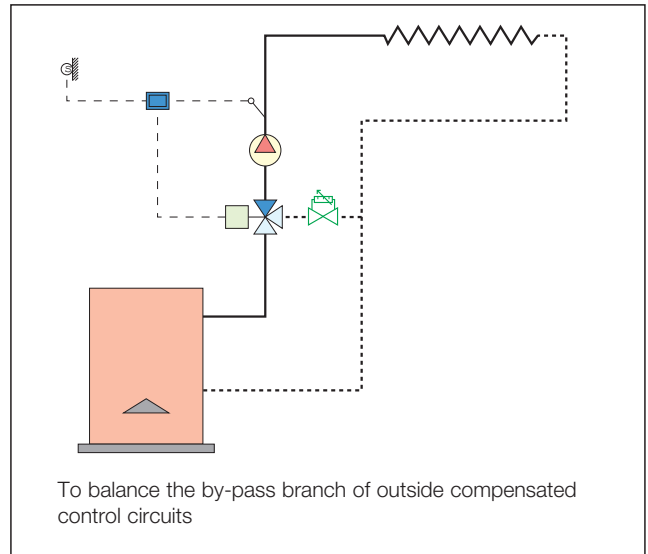 S
To balance the by-pass branch of outside compensated
control circuits